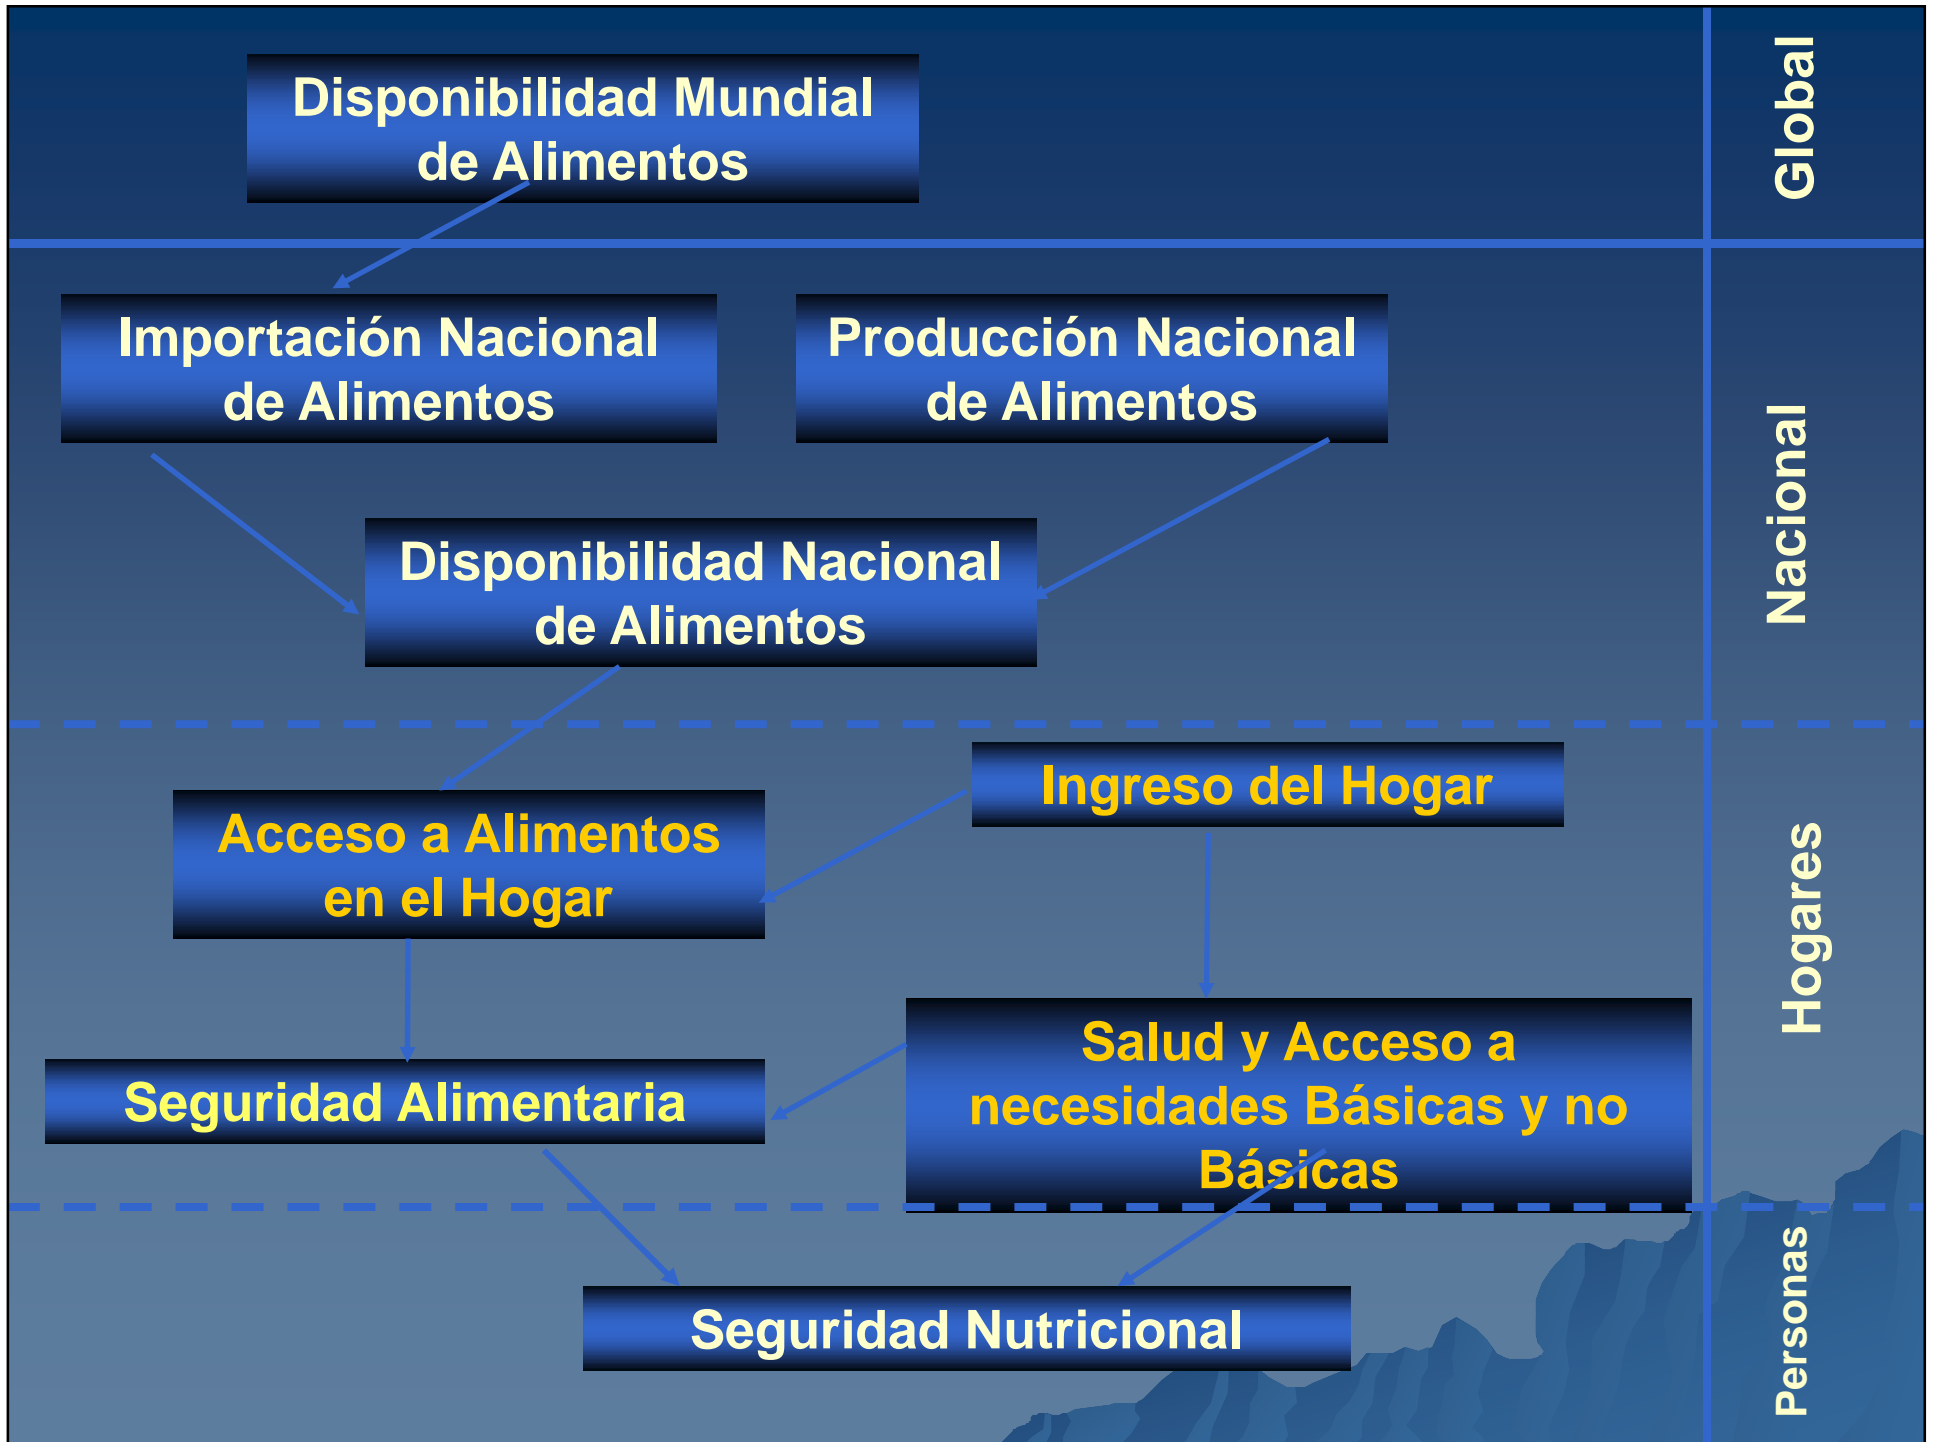 Disponibilidad Mundial
de Alimentos
Global
Importación Nacional
de Alimentos
Producción Nacional
de Alimentos
Disponibilidad Nacional
de Alimentos
Nacional
Ingreso del Hogar
Acceso a Alimentos
en el Hogar
Hogares
Salud y Acceso a
necesidades Básicas y no
Básicas
Seguridad Alimentaria
Seguridad Nutricional
Personas